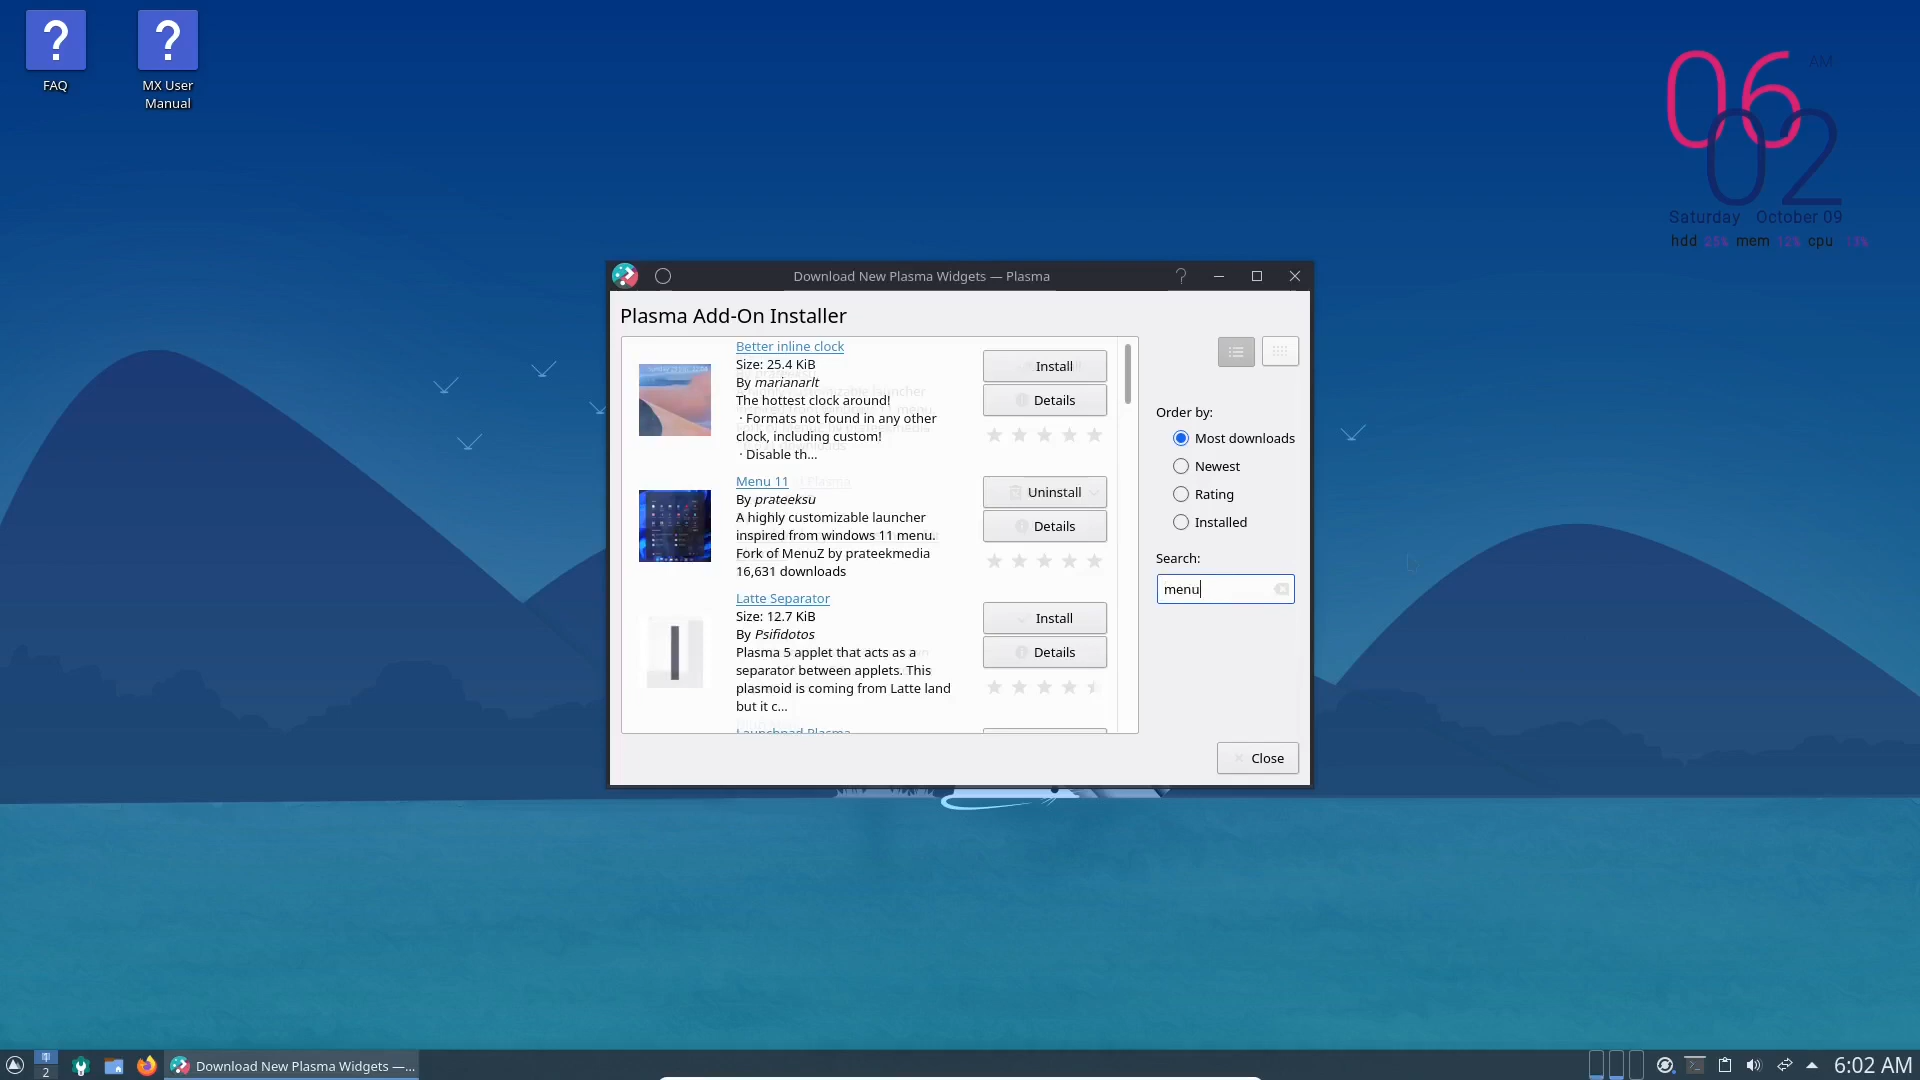 FAQ
MX User
Manual
06
AM
02
Saturday October 09
hdd 25% mem 12% cpu
Download New Plasma Widgets — Plasma
Plasma Add-On Installer
Better inline clock
Size: 25.4 KiB
By marianarlt
The hottest clock around!
· Formats not found in any other
clock, including custom!
· Disable th...
Install
Details
Menu 11
By prateeksu
A highly customizable launcher
inspired from windows 11 menu.
Fork of MenuZ by prateekmedia
16,631 downloads
Uninstall
Details
Latte Separator
Size: 12.7 KiB
By Psifidotos
Plasma 5 applet that acts as a
separator between applets. This
plasmoid is coming from Latte land
but it c...
Install
Details
Launchpad Plasma
Order by:
Most downloads
Newest
Rating
Installed
Search:
menu
Close
1
2
Download New Plasma Widgets —...
6:02 AM